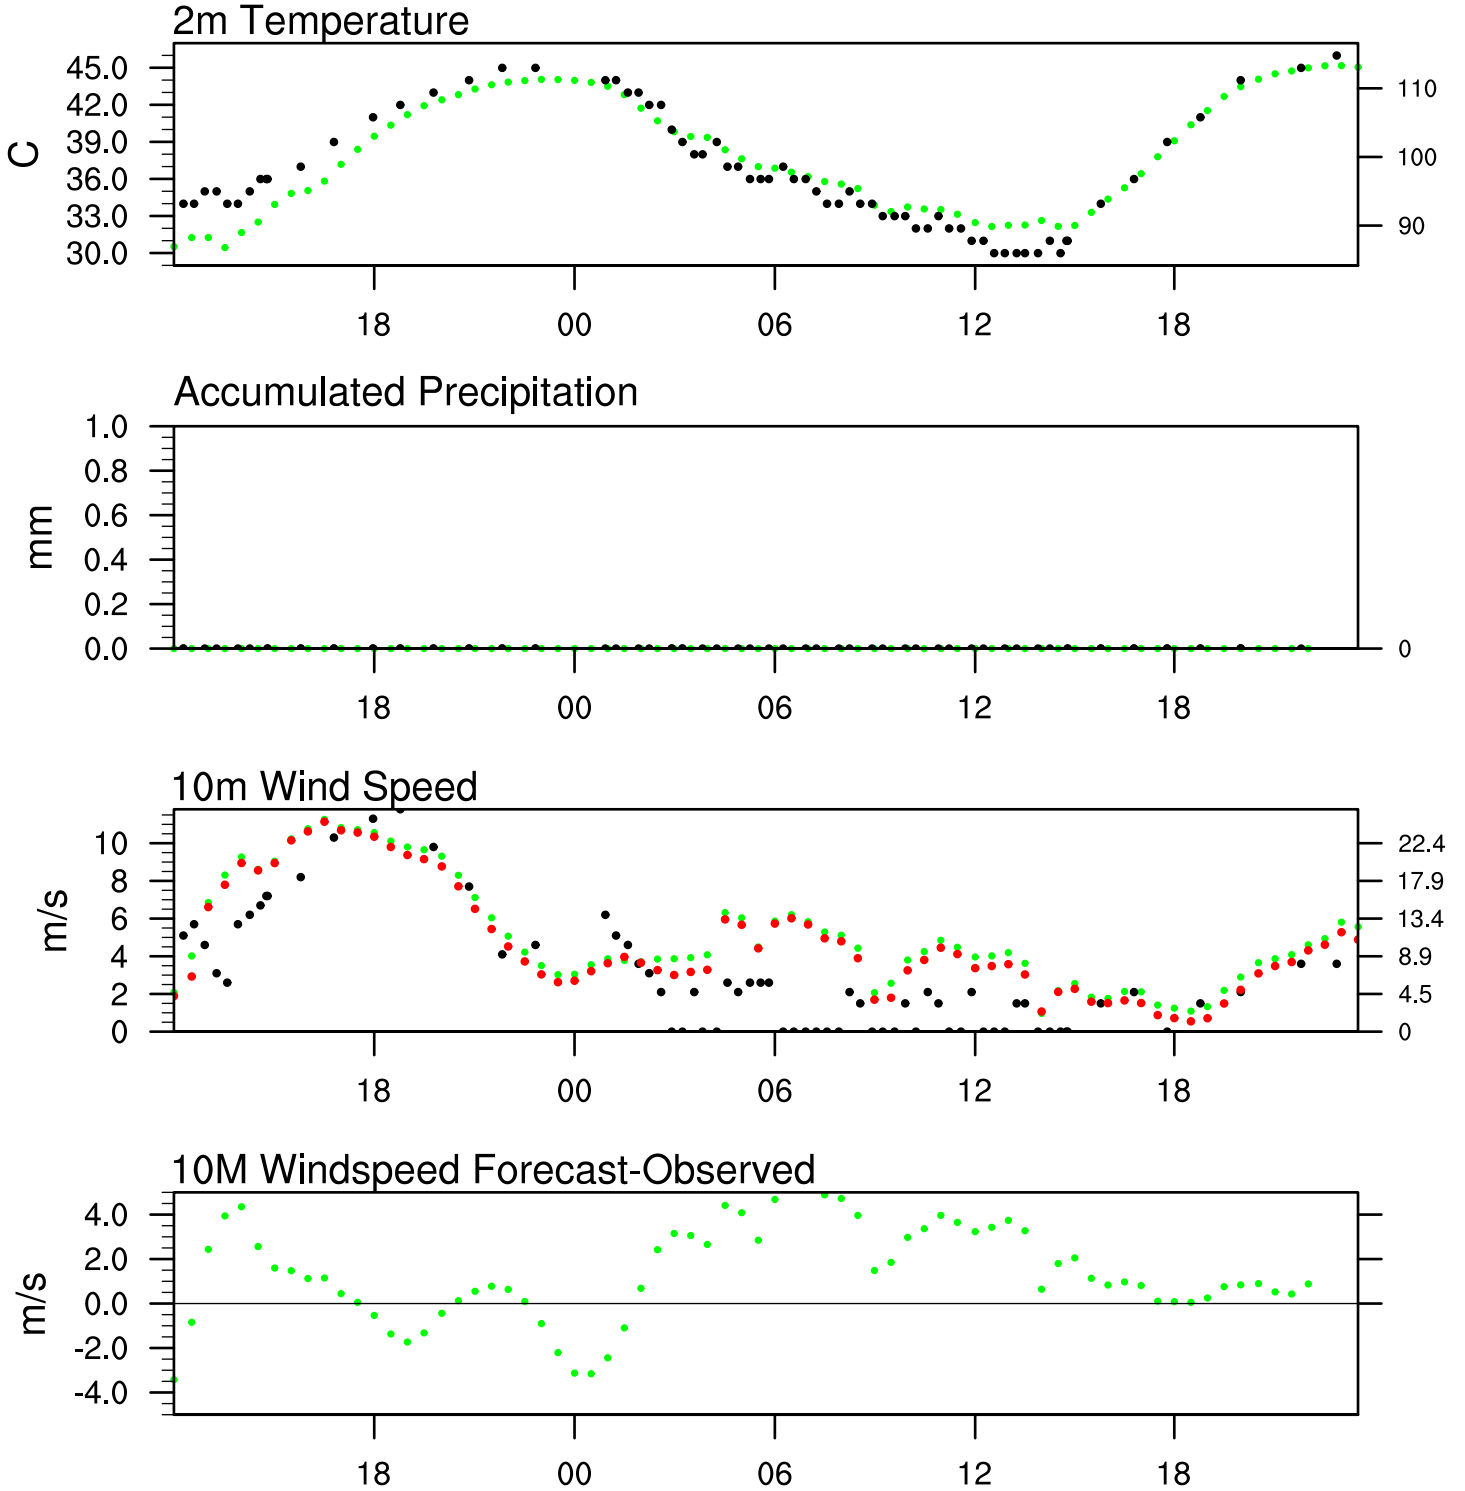 2m Temperature
45.0
42.0
39.0
36.0
33.0
30.0
C
110
100
90
18 00 06 12 18
Accumulated Precipitation
1.0
0.8
0.6
0.4
0.2
0.0
mm
0
18 00 06 12 18
10m Wind Speed
10
8
6
4
2
0
m/s
22.4
17.9
13.4
8.9
4.5
0
18 00 06 12 18
10M Windspeed Forecast-Observed
4.0
2.0
0.0
-2.0
-4.0
m/s
18 00 06 12 18